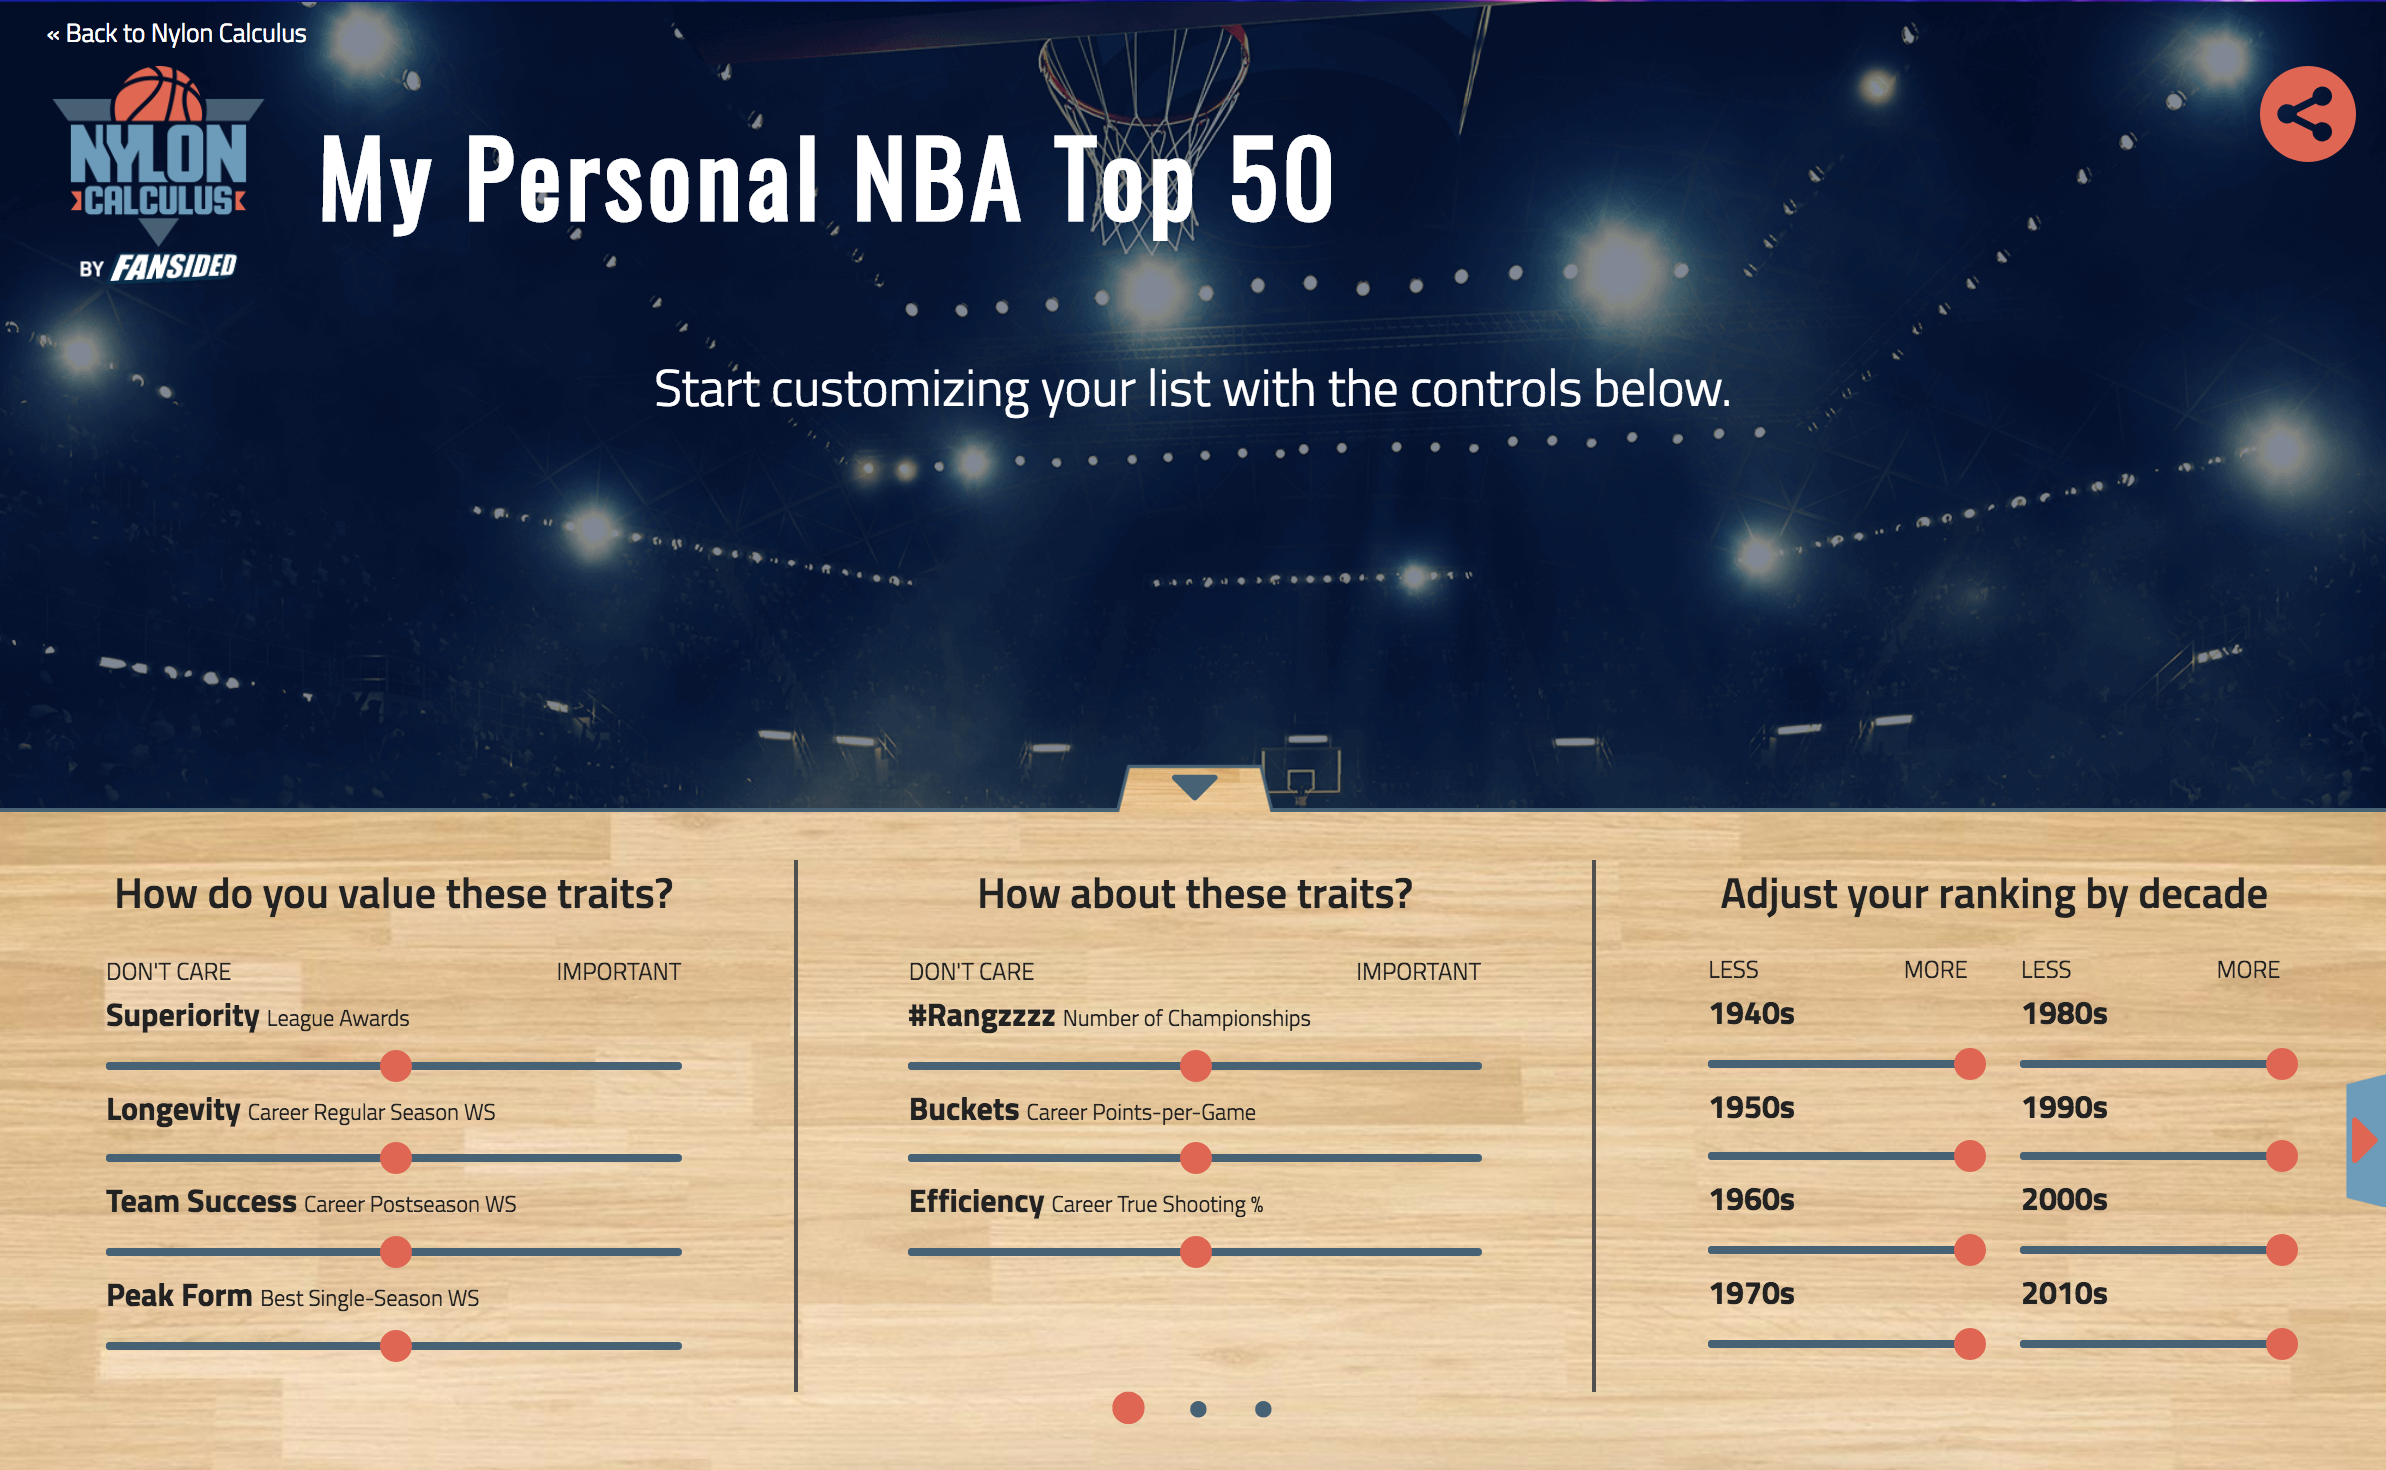 « Back to Nylon Calculus
NYLON
CALCULUS
BY FANSIDED
My Personal NBA Top 50
Start customizing your list with the controls below.
How do you value these traits?
DON'T CARE IMPORTANT
Superiority League Awards
Longevity Career Regular Season WS
Team Success Career Postseason WS
Peak Form Best Single-Season WS
How about these traits?
DON'T CARE IMPORTANT
#Rangzzzz Number of Championships
Buckets Career Points-per-Game
Efficiency Career True Shooting %
Adjust your ranking by decade
LESS MORE LESS MORE
1940s 1980s
1950s 1990s
1960s 2000s
1970s 2010s